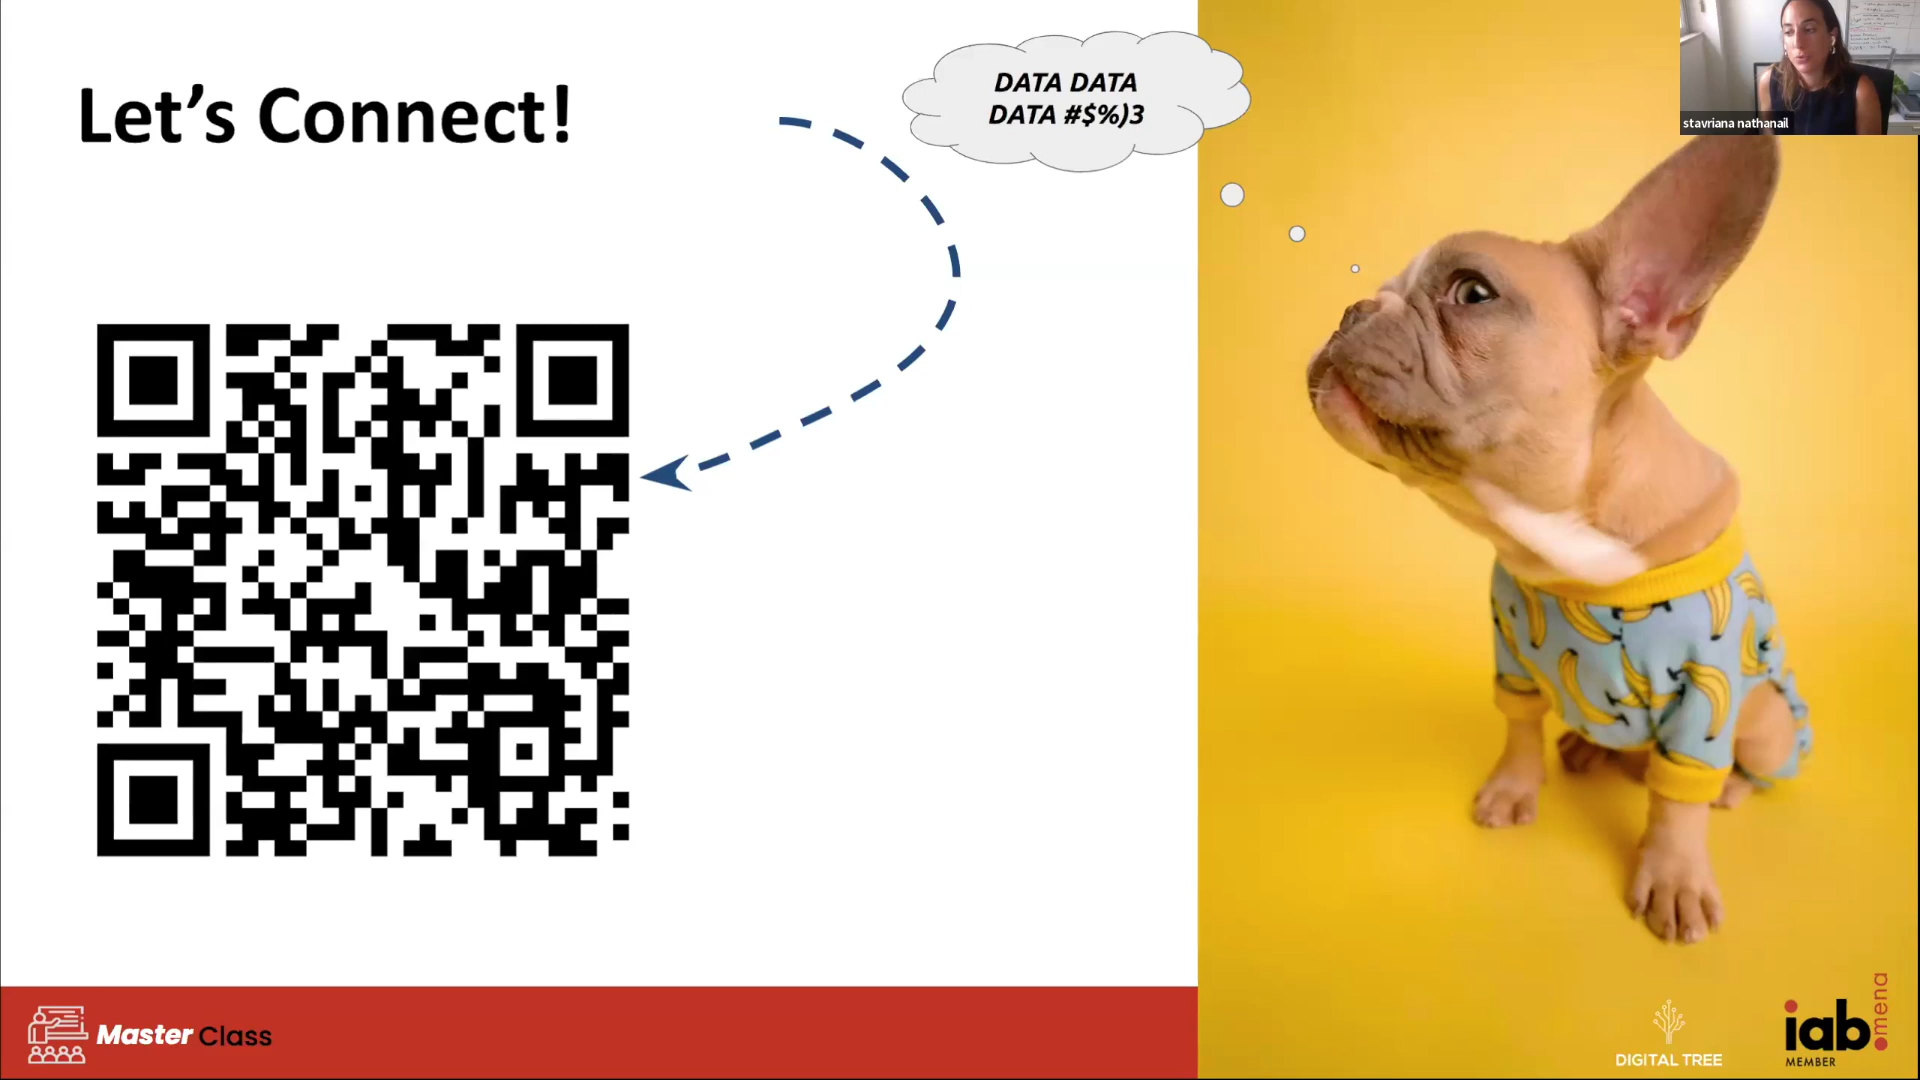 Let's Connect!
DATA DATA
DATA #$%)3
stavriana nathanail
Master Class
DIGITAL TREE
iab mena
MEMBER